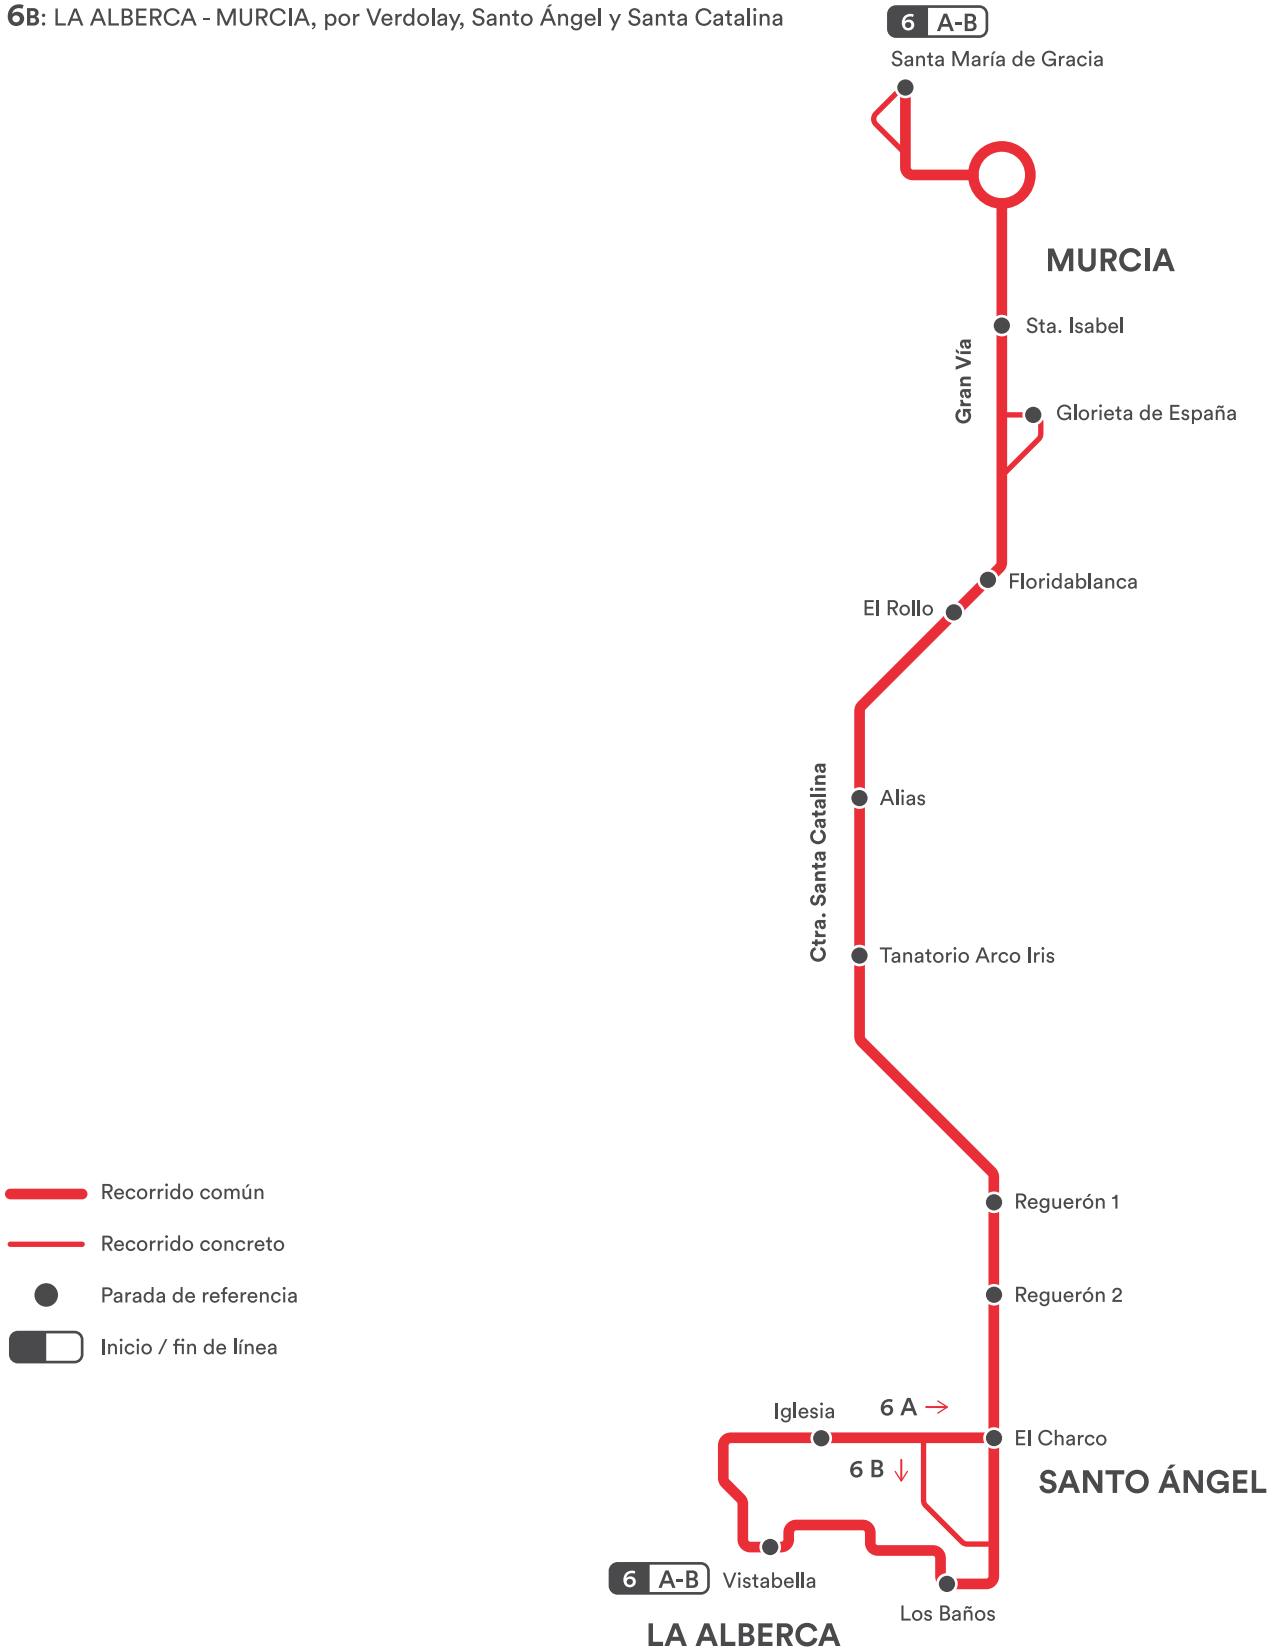 6B: LA ALBERCA - MURCIA, por Verdolay, Santo Ángel y Santa Catalina
6 A-B
Santa María de Gracia
MURCIA
Sta. Isabel
Gran Vía
Glorieta de España
Floridablanca
El Rollo
Ctra. Santa Catalina
Alias
Tanatorio Arco Iris
Recorrido común
Recorrido concreto
Parada de referencia
Inicio / fin de línea
Reguerón 1
Reguerón 2
Iglesia
6 A →
El Charco
6 B ↓
SANTO ÁNGEL
6 A-B
Vistabella
Los Baños
LA ALBERCA